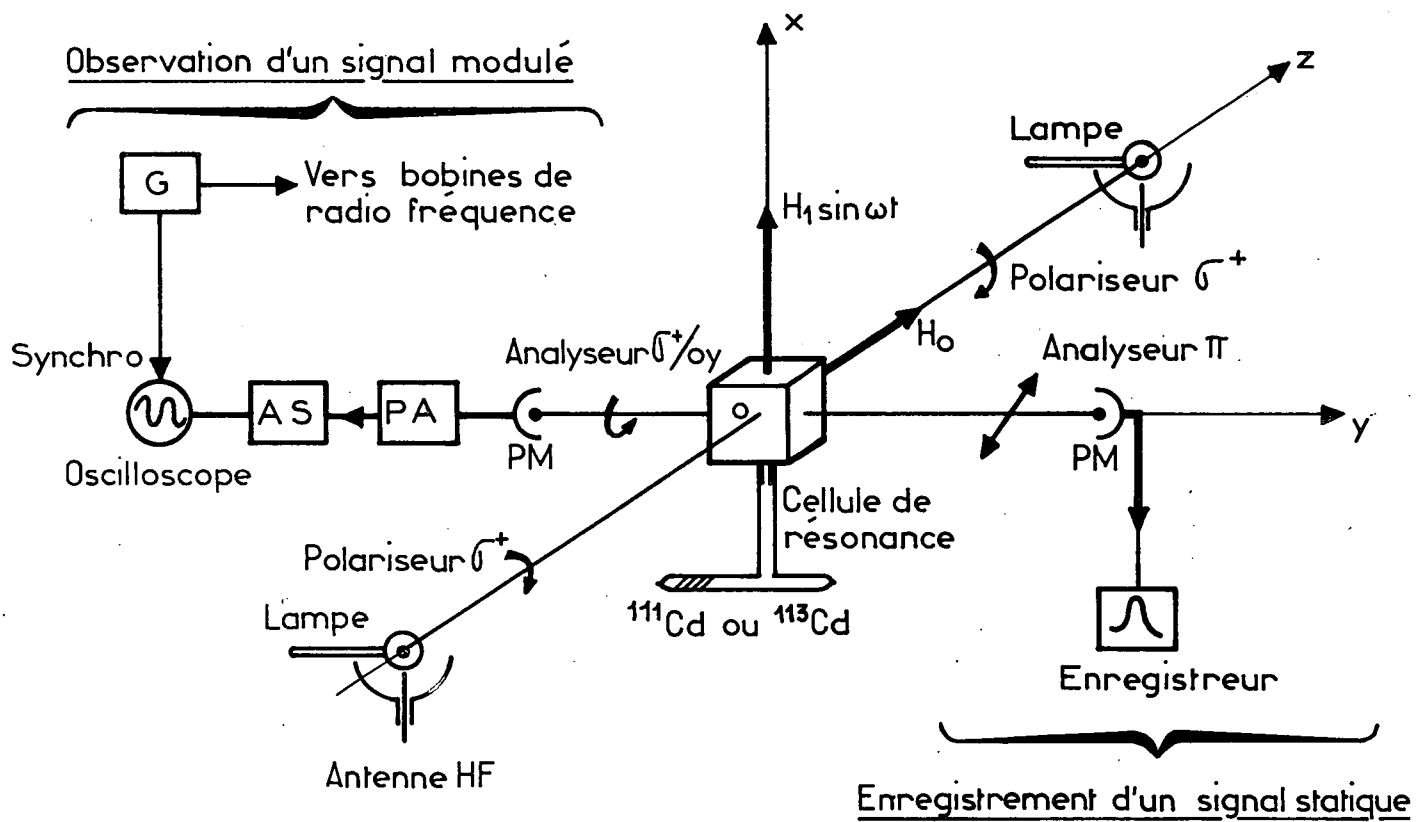 Observation d'un signal modulé
G
Vers bobines de
radio fréquence
Synchro
Oscilloscope
AS
PA
PM
Analyseur σ⁺/oy
x
H₁ sin ωt
z
Lampe
Polariseur σ⁺
H₀
Analyseur π
o
y
PM
Cellule de
résonance
¹¹¹Cd ou ¹¹³Cd
Polariseur σ⁺
Lampe
Antenne HF
Enregistreur
Enregistrement d'un signal statique